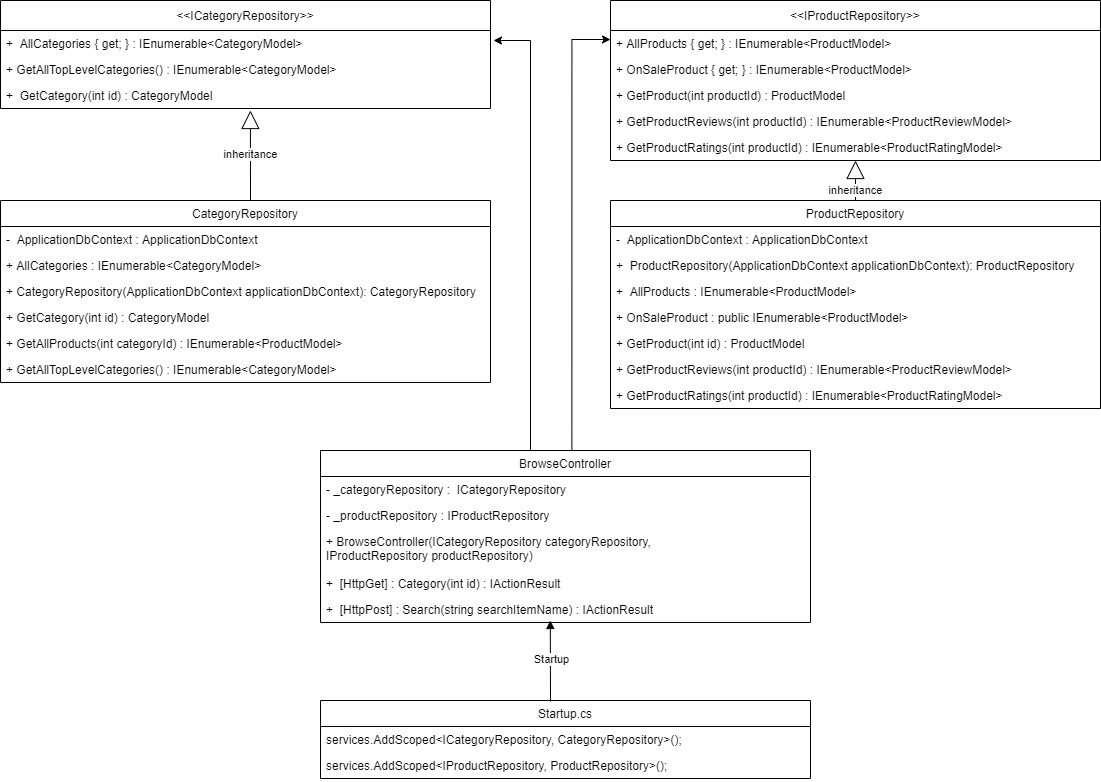 <<ICategoryRepository>>
+ AllCategories { get; } : IEnumerable<CategoryModel>
+ GetAllTopLevelCategories() : IEnumerable<CategoryModel>
+ GetCategory(int id) : CategoryModel
<<IProductRepository>>
+ AllProducts { get; } : IEnumerable<ProductModel>
+ OnSaleProduct { get; } : IEnumerable<ProductModel>
+ GetProduct(int productId) : ProductModel
+ GetProductReviews(int productId) : IEnumerable<ProductReviewModel>
+ GetProductRatings(int productId) : IEnumerable<ProductRatingModel>
inheritance
inheritance
CategoryRepository
- ApplicationDbContext : ApplicationDbContext
+ AllCategories : IEnumerable<CategoryModel>
+ CategoryRepository(ApplicationDbContext applicationDbContext): CategoryRepository
+ GetCategory(int id) : CategoryModel
+ GetAllProducts(int categoryId) : IEnumerable<ProductModel>
+ GetAllTopLevelCategories() : IEnumerable<CategoryModel>
ProductRepository
- ApplicationDbContext : ApplicationDbContext
+ ProductRepository(ApplicationDbContext applicationDbContext): ProductRepository
+ AllProducts : IEnumerable<ProductModel>
+ OnSaleProduct : public IEnumerable<ProductModel>
+ GetProduct(int id) : ProductModel
+ GetProductReviews(int productId) : IEnumerable<ProductReviewModel>
+ GetProductRatings(int productId) : IEnumerable<ProductRatingModel>
BrowseController
- _categoryRepository : ICategoryRepository
- _productRepository : IProductRepository
+ BrowseController(ICategoryRepository categoryRepository,
IProductRepository productRepository)
+ [HttpGet] : Category(int id) : IActionResult
+ [HttpPost] : Search(string searchItemName) : IActionResult
Startup
Startup.cs
services.AddScoped<ICategoryRepository, CategoryRepository>();
services.AddScoped<IProductRepository, ProductRepository>();